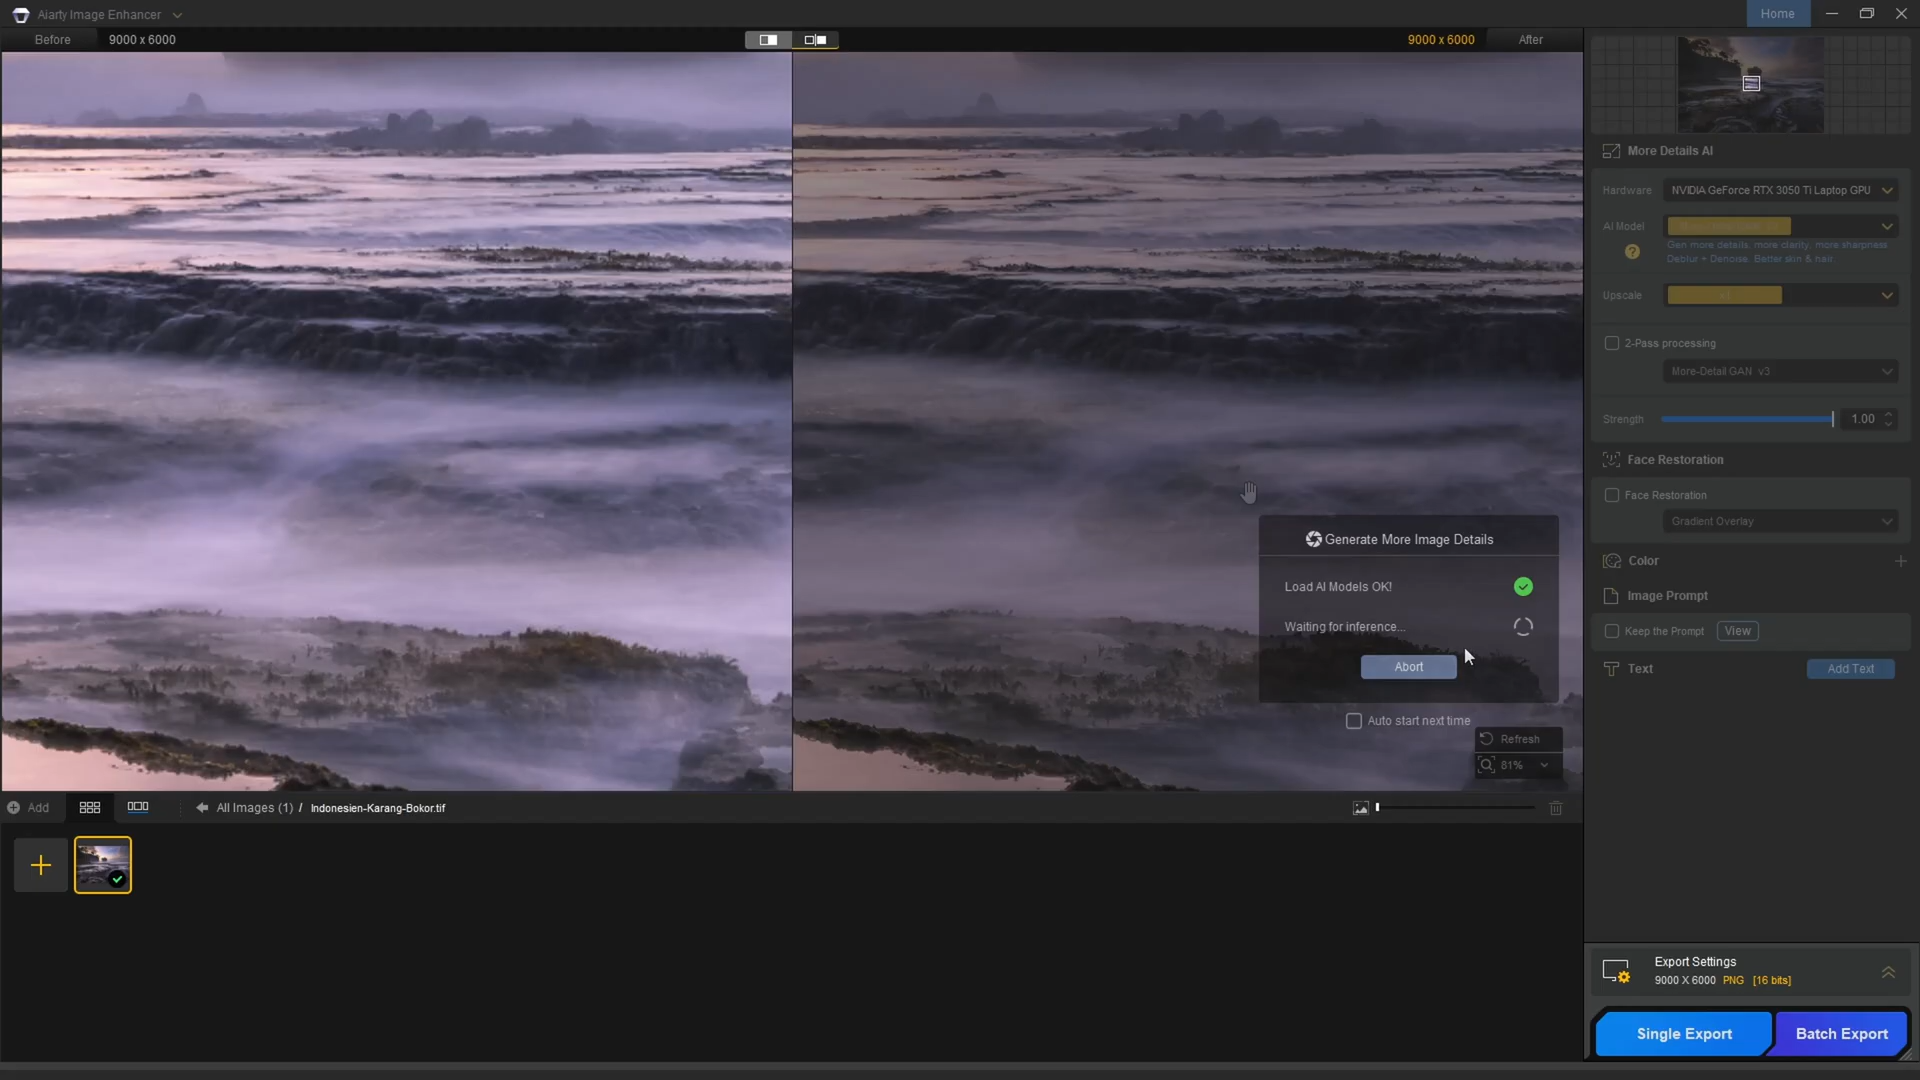 Aiarty Image Enhancer
Home
Before
9000 x 6000
9000 x 6000
After
More Details AI
Hardware
NVIDIA GeForce RTX 3050 Ti Laptop GPU
AI Model
Gen more details, more clarity, more sharpness
Deblur + Denoise. Better skin & hair.
Upscale
x1
2-Pass processing
More-Detail GAN v3
Strength
1.00
Face Restoration
Face Restoration
Gradient Overlay
Color
Image Prompt
Keep the Prompt
View
Text
Add Text
Generate More Image Details
Load AI Models OK!
Waiting for inference...
Abort
Auto start next time
Refresh
81%
Add
All Images (1) / Indonesien-Karang-Bokor.tif
Export Settings
9000 X 6000 PNG [16 bits]
Single Export
Batch Export